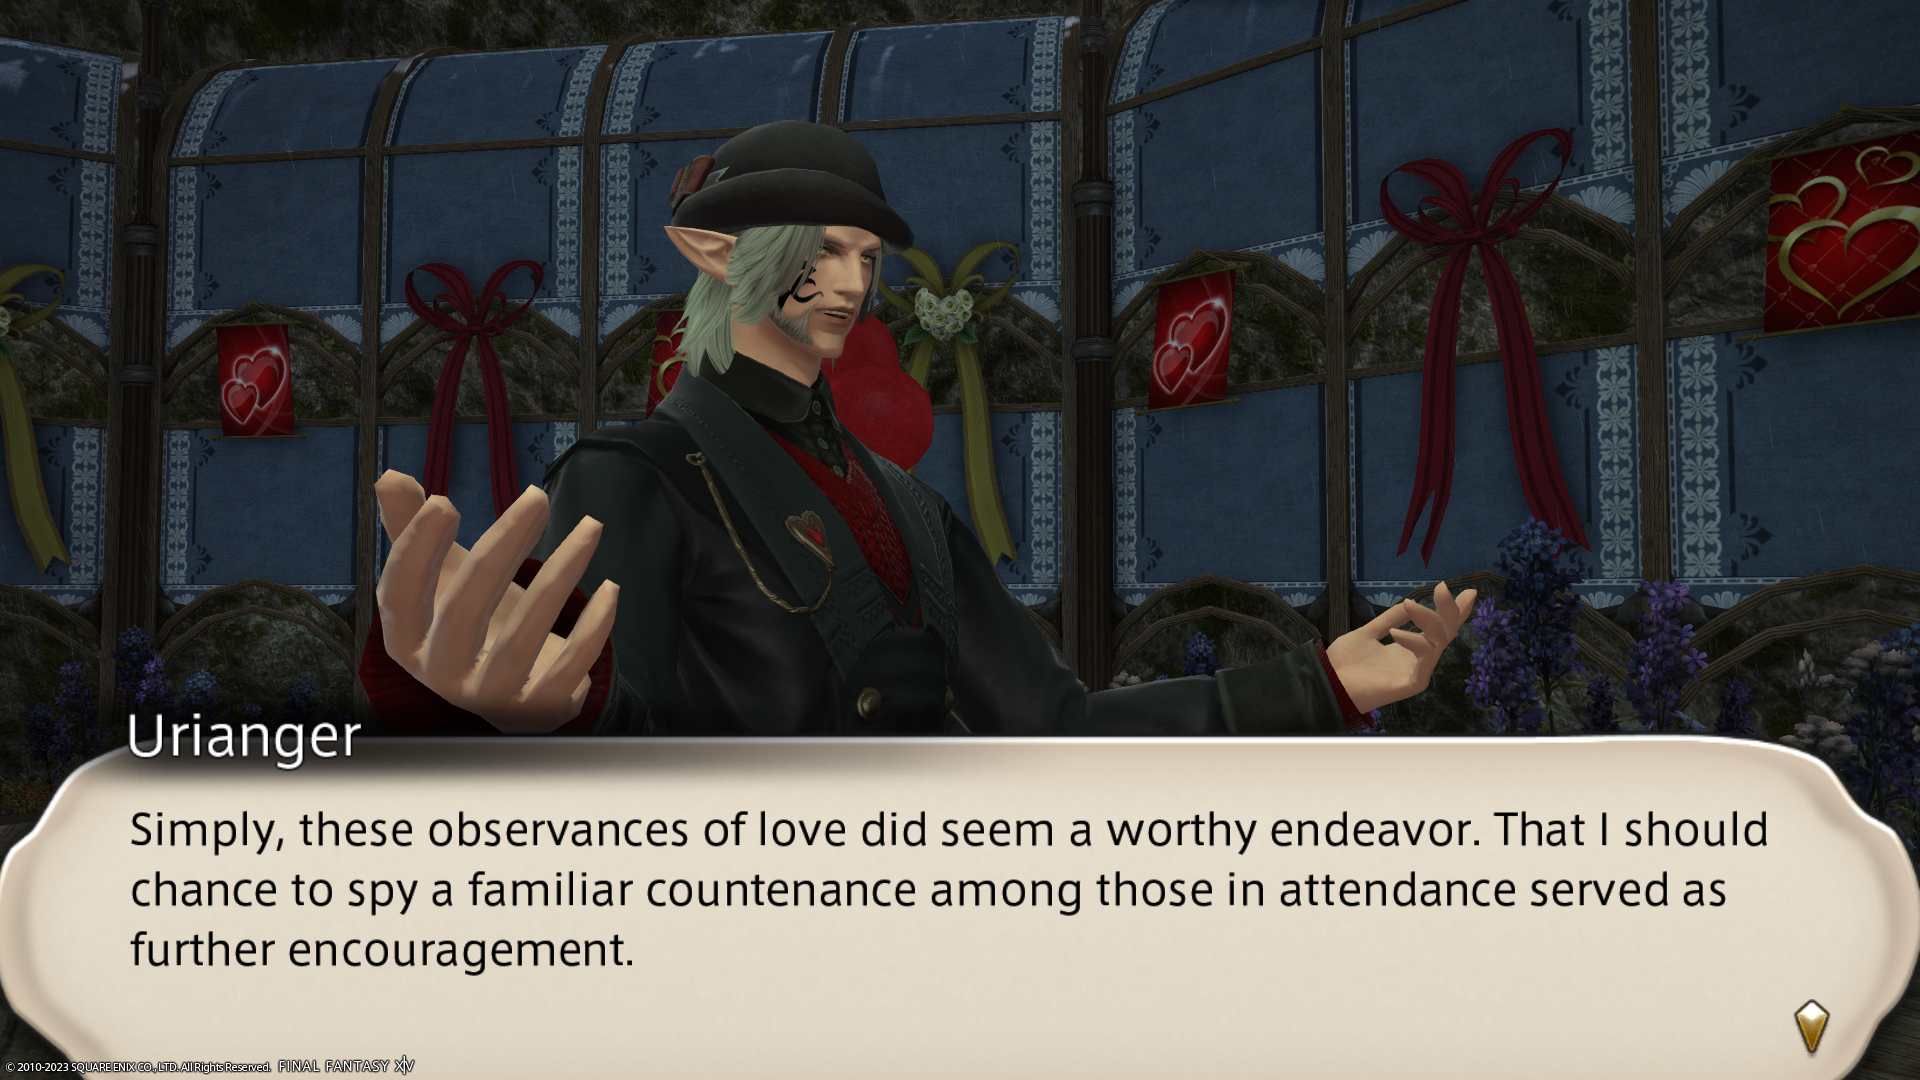 Urianger
Simply, these observances of love did seem a worthy endeavor. That I should
chance to spy a familiar countenance among those in attendance served as
further encouragement.
© 2010-2023 SQUARE ENIX CO., LTD. All Rights Reserved. FINAL FANTASY XIV